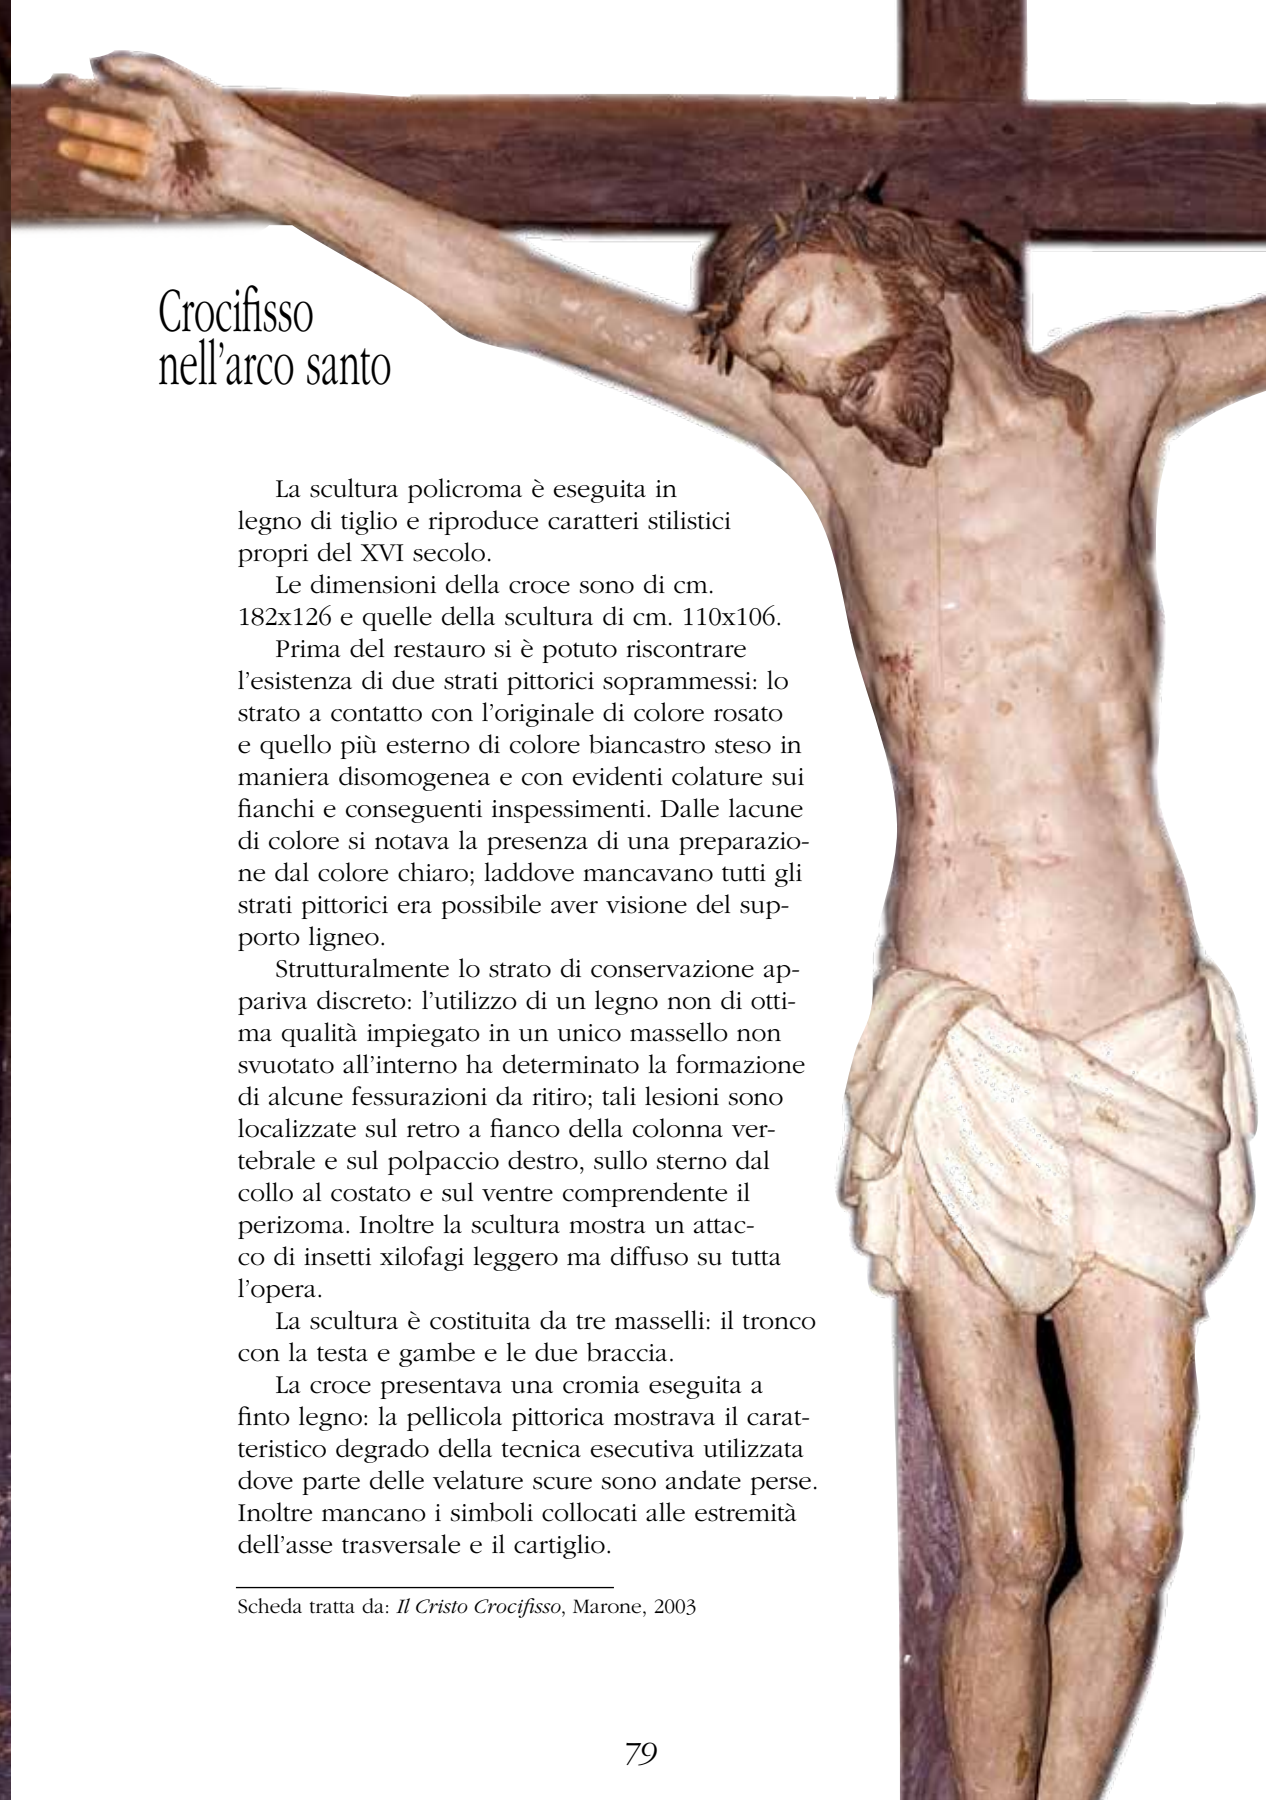 Crocifisso
nell'arco santo
La scultura policroma è eseguita in
legno di tiglio e riproduce caratteri stilistici
propri del XVI secolo.
Le dimensioni della croce sono di cm.
182x126 e quelle della scultura di cm. 110x106.
Prima del restauro si è potuto riscontrare
l'esistenza di due strati pittorici soprammessi: lo
strato a contatto con l'originale di colore rosato
e quello più esterno di colore biancastro steso in
maniera disomogenea e con evidenti colature sui
fianchi e conseguenti inspessimenti. Dalle lacune
di colore si notava la presenza di una preparazio-
ne dal colore chiaro; laddove mancavano tutti gli
strati pittorici era possibile aver visione del sup-
porto ligneo.
Strutturalmente lo strato di conservazione ap-
pariva discreto: l'utilizzo di un legno non di otti-
ma qualità impiegato in un unico massello non
svuotato all'interno ha determinato la formazione
di alcune fessurazioni da ritiro; tali lesioni sono
localizzate sul retro a fianco della colonna ver-
tebrale e sul polpaccio destro, sullo sterno dal
collo al costato e sul ventre comprendente il
perizoma. Inoltre la scultura mostra un attac-
co di insetti xilofagi leggero ma diffuso su tutta
l'opera.
La scultura è costituita da tre masselli: il tronco
con la testa e gambe e le due braccia.
La croce presentava una cromia eseguita a
finto legno: la pellicola pittorica mostrava il carat-
teristico degrado della tecnica esecutiva utilizzata
dove parte delle velature scure sono andate perse.
Inoltre mancano i simboli collocati alle estremità
dell'asse trasversale e il cartiglio.
Scheda tratta da: Il Cristo Crocifisso, Marone, 2003
79